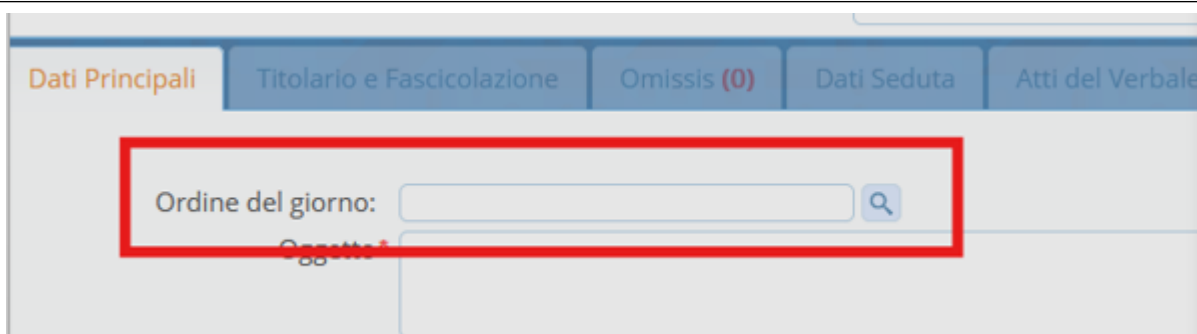 Dati Principali Titolario e Fascicolazione Omissis (0) Dati Seduta Atti del Verbale
Ordine del giorno:
Oggetto*